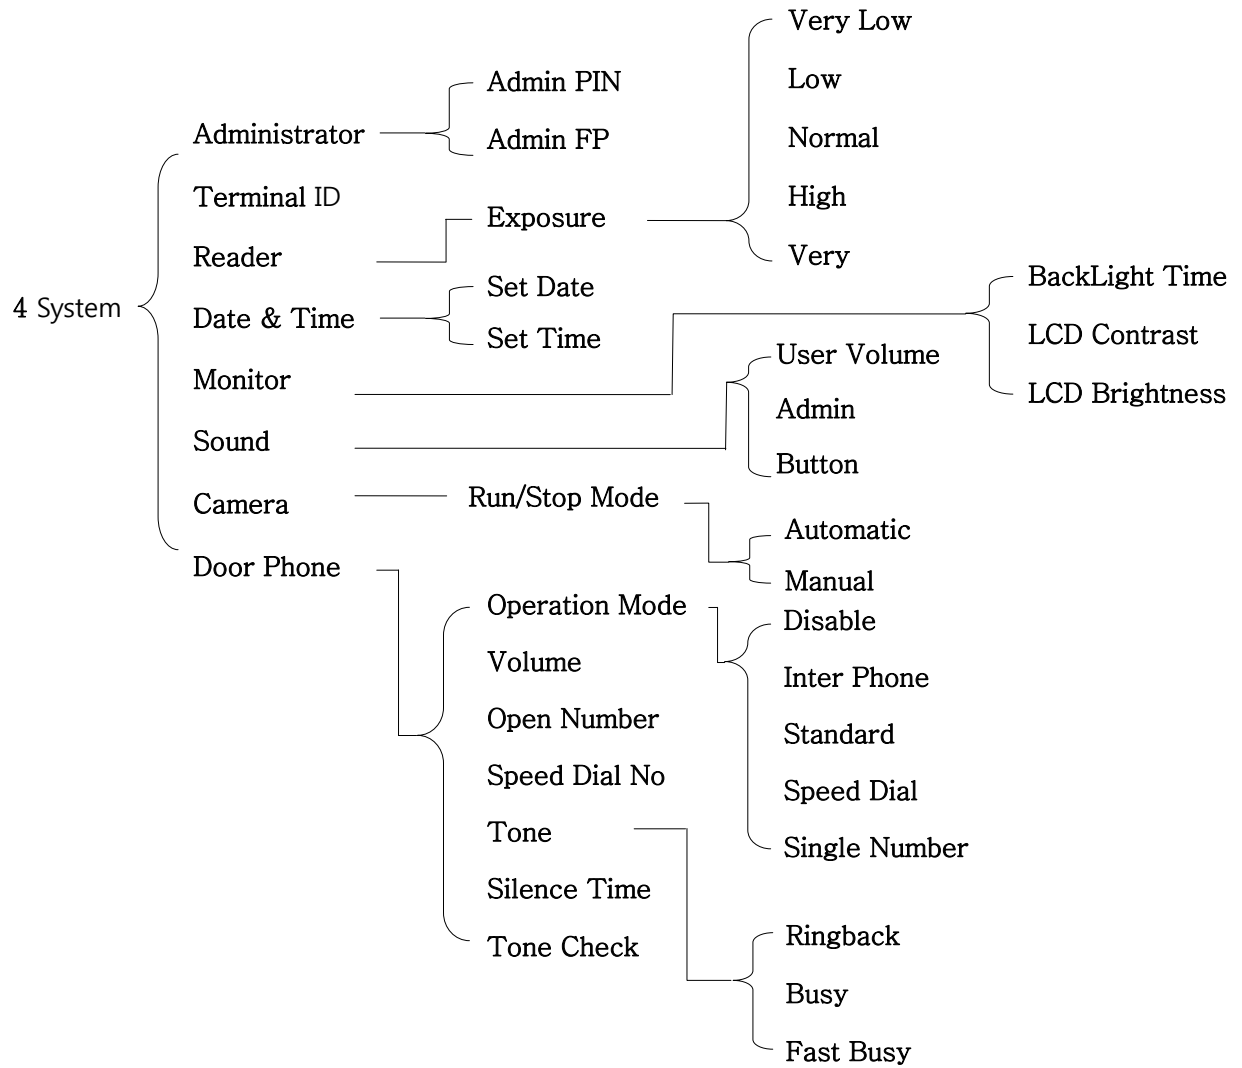 4 System
Administrator
Admin PIN
Admin FP
Terminal ID
Reader
Exposure
Very Low
Low
Normal
High
Very
Date & Time
Set Date
Set Time
Monitor
BackLight Time
LCD Contrast
LCD Brightness
Sound
User Volume
Admin
Button
Camera
Run/Stop Mode
Automatic
Manual
Door Phone
Operation Mode
Disable
Inter Phone
Standard
Speed Dial
Single Number
Volume
Open Number
Speed Dial No
Tone
Ringback
Busy
Fast Busy
Silence Time
Tone Check